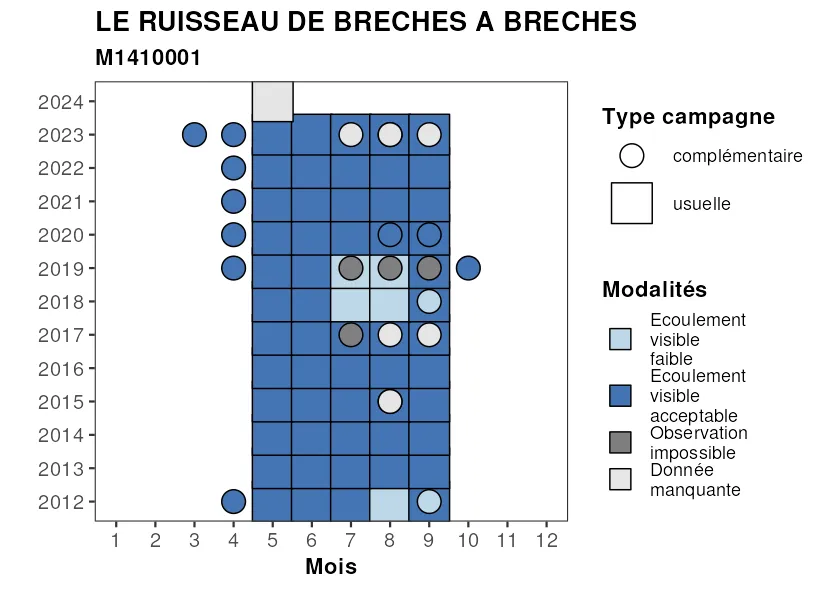 LE RUISSEAU DE BRECHES A BRECHES
M1410001
2024
2023
2022
2021
2020
2019
2018
2017
2016
2015
2014
2013
2012
1 2 3 4 5 6 7 8 9 10 11 12
Mois
Type campagne
complémentaire
usuelle
Modalités
Ecoulement
visible
faible
Ecoulement
visible
acceptable
Observation
impossible
Donnée
manquante